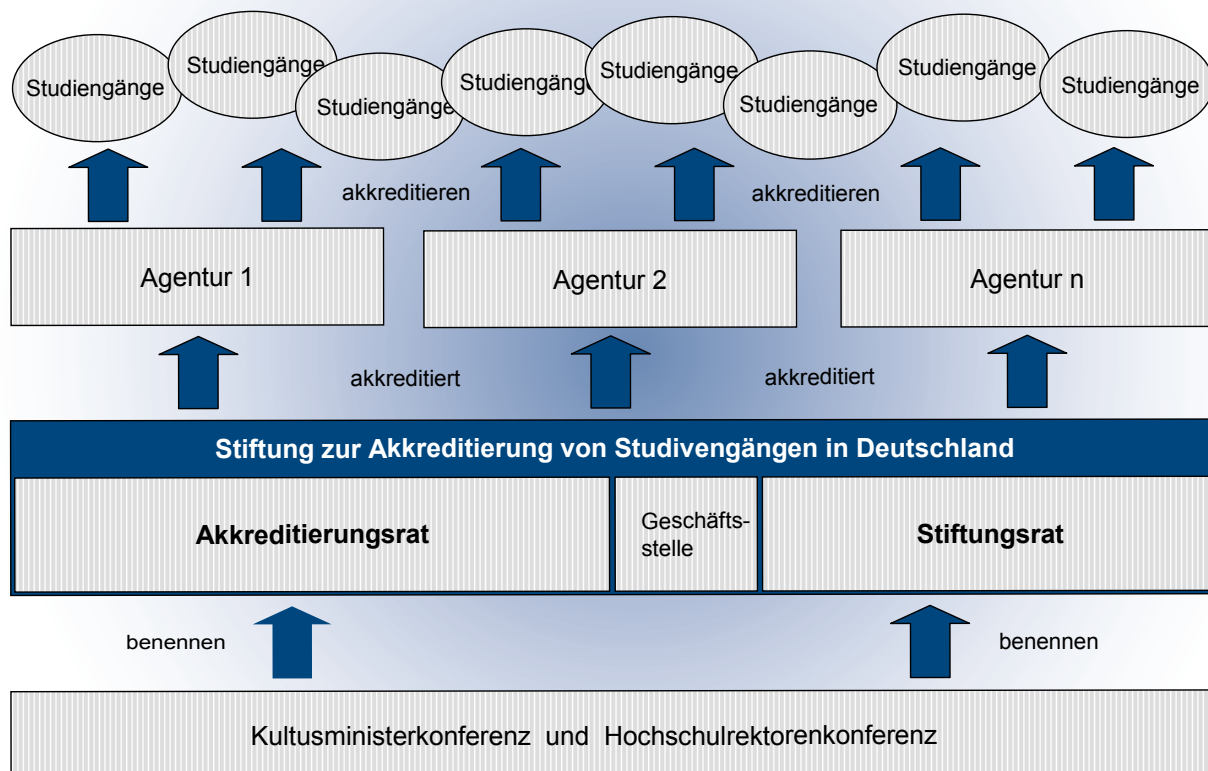 Studiengänge
Studiengänge
Studiengänge
Studiengänge
Studiengänge
Studiengänge
Studiengänge
Studiengänge
akkreditieren
akkreditieren
Agentur 1
Agentur 2
Agentur n
akkreditiert
akkreditiert
Stiftung zur Akkreditierung von Studivengängen in Deutschland
Akkreditierungsrat
Geschäfts-
stelle
Stiftungsrat
benennen
benennen
Kultusministerkonferenz und Hochschulrektorenkonferenz